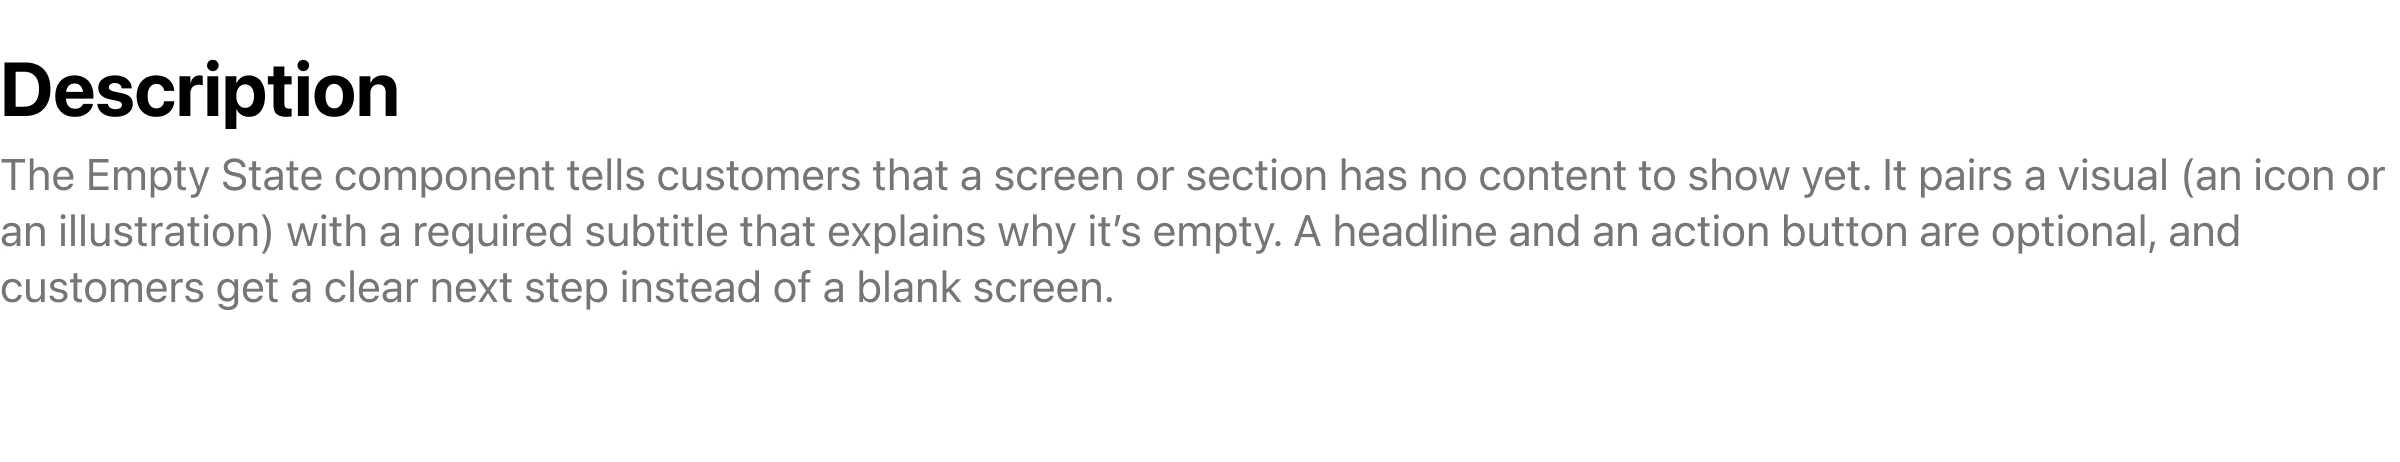 Description
The Empty State component tells customers that a screen or section has no content to show yet. It pairs a visual (an icon or
an illustration) with a required subtitle that explains why it’s empty. A headline and an action button are optional, and
customers get a clear next step instead of a blank screen.